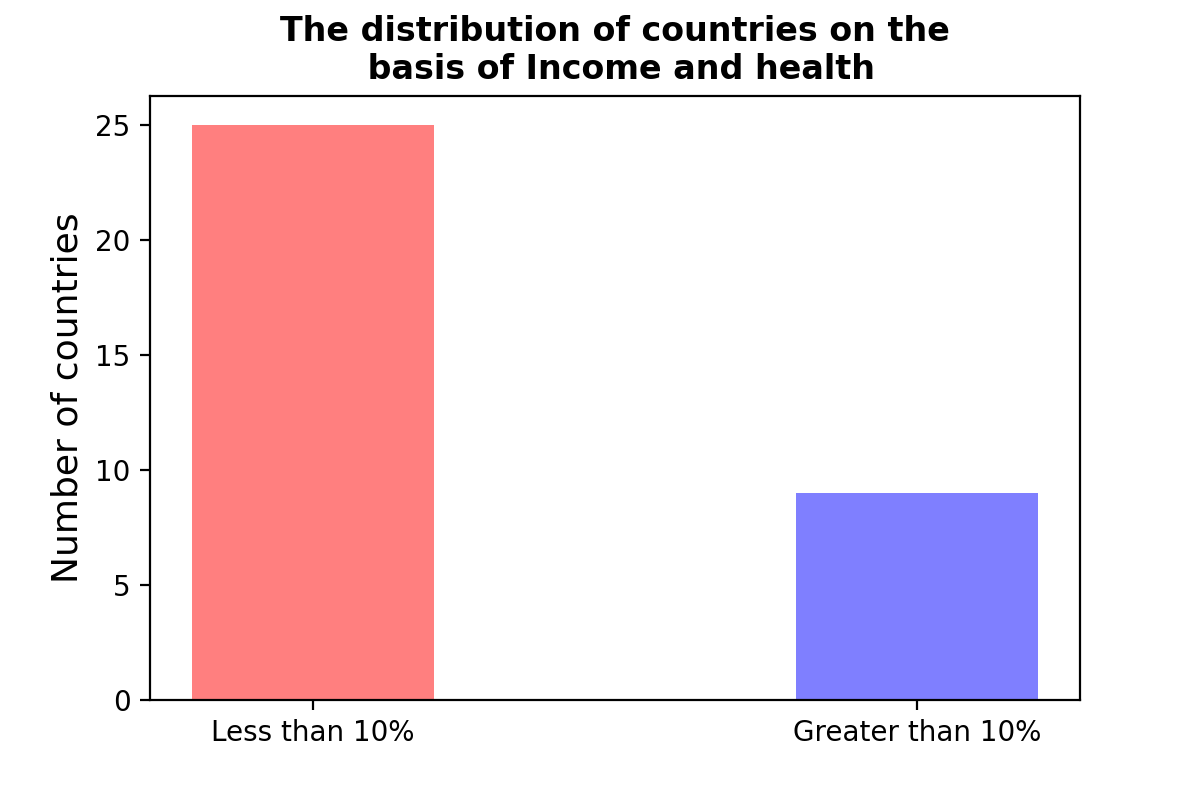 The distribution of countries on the
basis of Income and health
Number of countries
25
20
15
10
5
0
Less than 10%
Greater than 10%